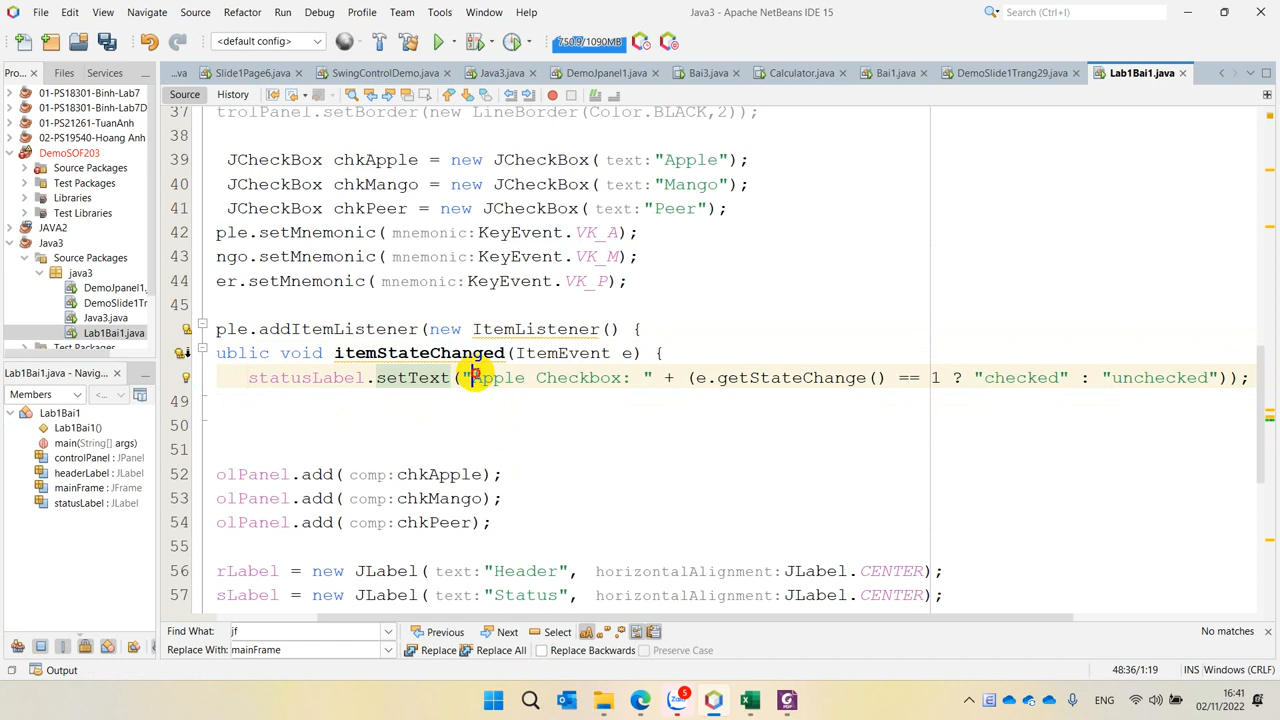 File Edit View Navigate Source Refactor Run Debug Profile Team Tools Window Help Java3 - Apache NetBeans IDE 15 Search (Ctrl+I)
<default config> 750.9/1090MB
Pro... Files Services ...va Slide1Page6.java SwingControlDemo.java Java3.java DemoJpanel1.java Bai3.java Calculator.java Bai1.java DemoSlide1Trang29.java Lab1Bai1.java
Source History
01-PS18301-Binh-Lab7
01-PS18301-Binh-Lab7D
01-PS21261-TuanAnh
02-PS19540-Hoang Anh
DemoSOF203
Source Packages
Test Packages
Libraries
Test Libraries
JAVA2
Java3
Source Packages
java3
DemoJpanel1.
DemoSlide1Tr
Java3.java
Lab1Bai1.java
Test Packages
Lab1Bai1.java - Navig...
Members <...>
Lab1Bai1
Lab1Bai1()
main(String[] args)
controlPanel : JPanel
headerLabel : JLabel
mainFrame : JFrame
statusLabel : JLabel
37 trolPanel.setBorder(new LineBorder(Color.BLACK,2));
38
39 JCheckBox chkApple = new JCheckBox(text:"Apple");
40 JCheckBox chkMango = new JCheckBox(text:"Mango");
41 JCheckBox chkPeer = new JCheckBox(text:"Peer");
42 ple.setMnemonic(mnemonic:KeyEvent.VK_A);
43 ngo.setMnemonic(mnemonic:KeyEvent.VK_M);
44 er.setMnemonic(mnemonic:KeyEvent.VK_P);
45
ple.addItemListener(new ItemListener() {
ublic void itemStateChanged(ItemEvent e) {
statusLabel.setText("Apple Checkbox: " + (e.getStateChange() == 1 ? "checked" : "unchecked"));
49
50
51
52 olPanel.add(comp:chkApple);
53 olPanel.add(comp:chkMango);
54 olPanel.add(comp:chkPeer);
55
56 rLabel = new JLabel(text:"Header", horizontalAlignment:JLabel.CENTER);
57 sLabel = new JLabel(text:"Status", horizontalAlignment:JLabel.CENTER);
Find What: jf Previous Next Select No matches
Replace With: mainFrame Replace Replace All Replace Backwards Preserve Case
Output 48:36/1:19 INS Windows (CRLF)
Zalo 5 ENG 16:41
02/11/2022